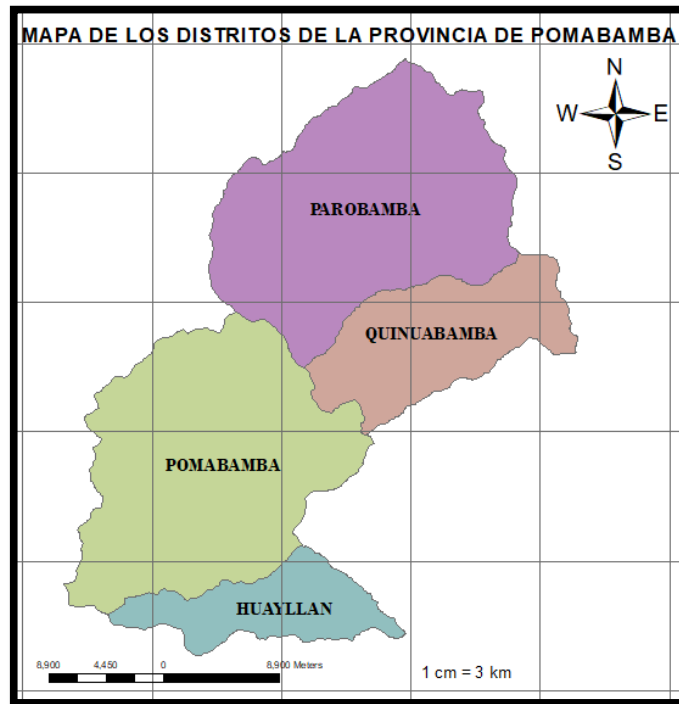 MAPA DE LOS DISTRITOS DE LA PROVINCIA DE POMABAMBA
N
W E
S
PAROBAMBA
QUINUABAMBA
POMABAMBA
HUAYLLAN
8,900 4,450 0 8,900 Meters
1 cm = 3 km